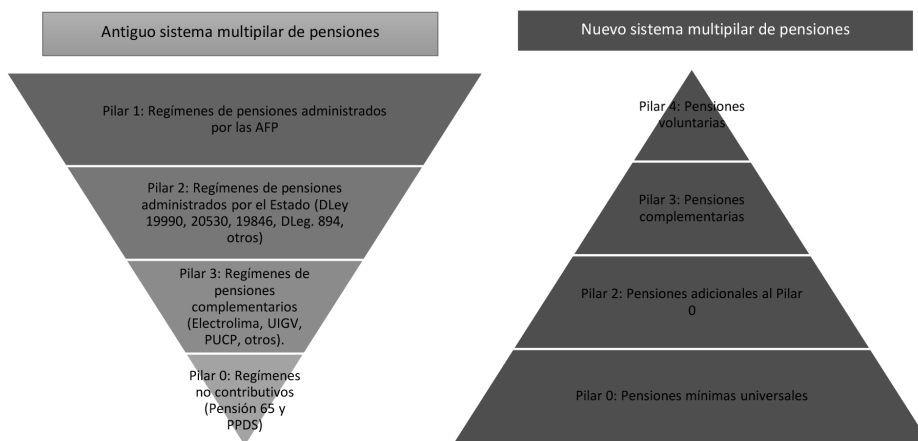 Antiguo sistema multipilar de pensiones
Pilar 1: Regímenes de pensiones administrados
por las AFP
Pilar 2: Regímenes de pensiones
administrados por el Estado (DLey
19990, 20530, 19846, DLeg. 894,
otros)
Pilar 3: Regímenes de
pensiones
complementarios
(Electrolima, UIGV,
PUCP, otros).
Pilar 0: Regímenes
no contributivos
(Pensión 65 y
PPDS)
Nuevo sistema multipilar de pensiones
Pilar 4: Pensiones
voluntarias
Pilar 3: Pensiones
complementarias
Pilar 2: Pensiones adicionales al Pilar
0
Pilar 0: Pensiones mínimas universales